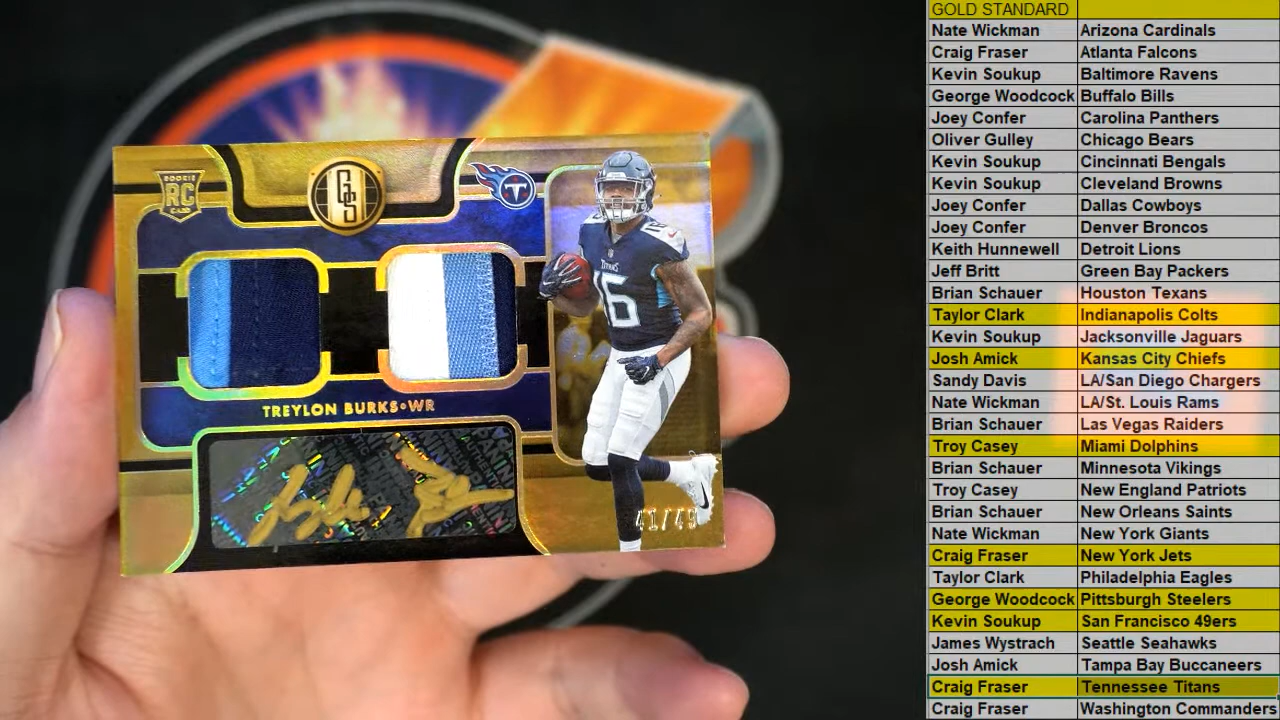 ROOKIE
RC
CARD
GS
T
TITANS
16
TREYLON BURKS•WR
41/49
GOLD STANDARD
Nate Wickman Arizona Cardinals
Craig Fraser Atlanta Falcons
Kevin Soukup Baltimore Ravens
George Woodcock Buffalo Bills
Joey Confer Carolina Panthers
Oliver Gulley Chicago Bears
Kevin Soukup Cincinnati Bengals
Kevin Soukup Cleveland Browns
Joey Confer Dallas Cowboys
Joey Confer Denver Broncos
Keith Hunnewell Detroit Lions
Jeff Britt Green Bay Packers
Brian Schauer Houston Texans
Taylor Clark Indianapolis Colts
Kevin Soukup Jacksonville Jaguars
Josh Amick Kansas City Chiefs
Sandy Davis LA/San Diego Chargers
Nate Wickman LA/St. Louis Rams
Brian Schauer Las Vegas Raiders
Troy Casey Miami Dolphins
Brian Schauer Minnesota Vikings
Troy Casey New England Patriots
Brian Schauer New Orleans Saints
Nate Wickman New York Giants
Craig Fraser New York Jets
Taylor Clark Philadelphia Eagles
George Woodcock Pittsburgh Steelers
Kevin Soukup San Francisco 49ers
James Wystrach Seattle Seahawks
Josh Amick Tampa Bay Buccaneers
Craig Fraser Tennessee Titans
Craig Fraser Washington Commanders